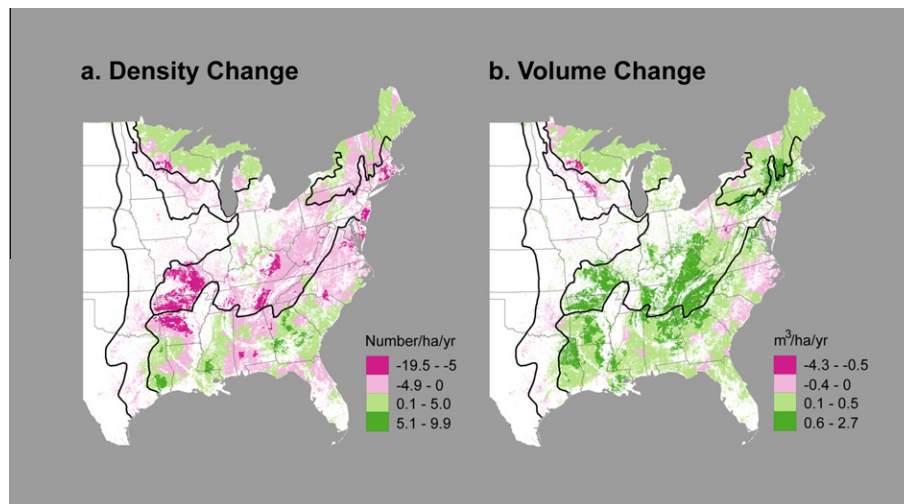 a. Density Change
b. Volume Change
Number/ha/yr
-19.5 - -5
-4.9 - 0
0.1 - 5.0
5.1 - 9.9
m³/ha/yr
-4.3 - -0.5
-0.4 - 0
0.1 - 0.5
0.6 - 2.7